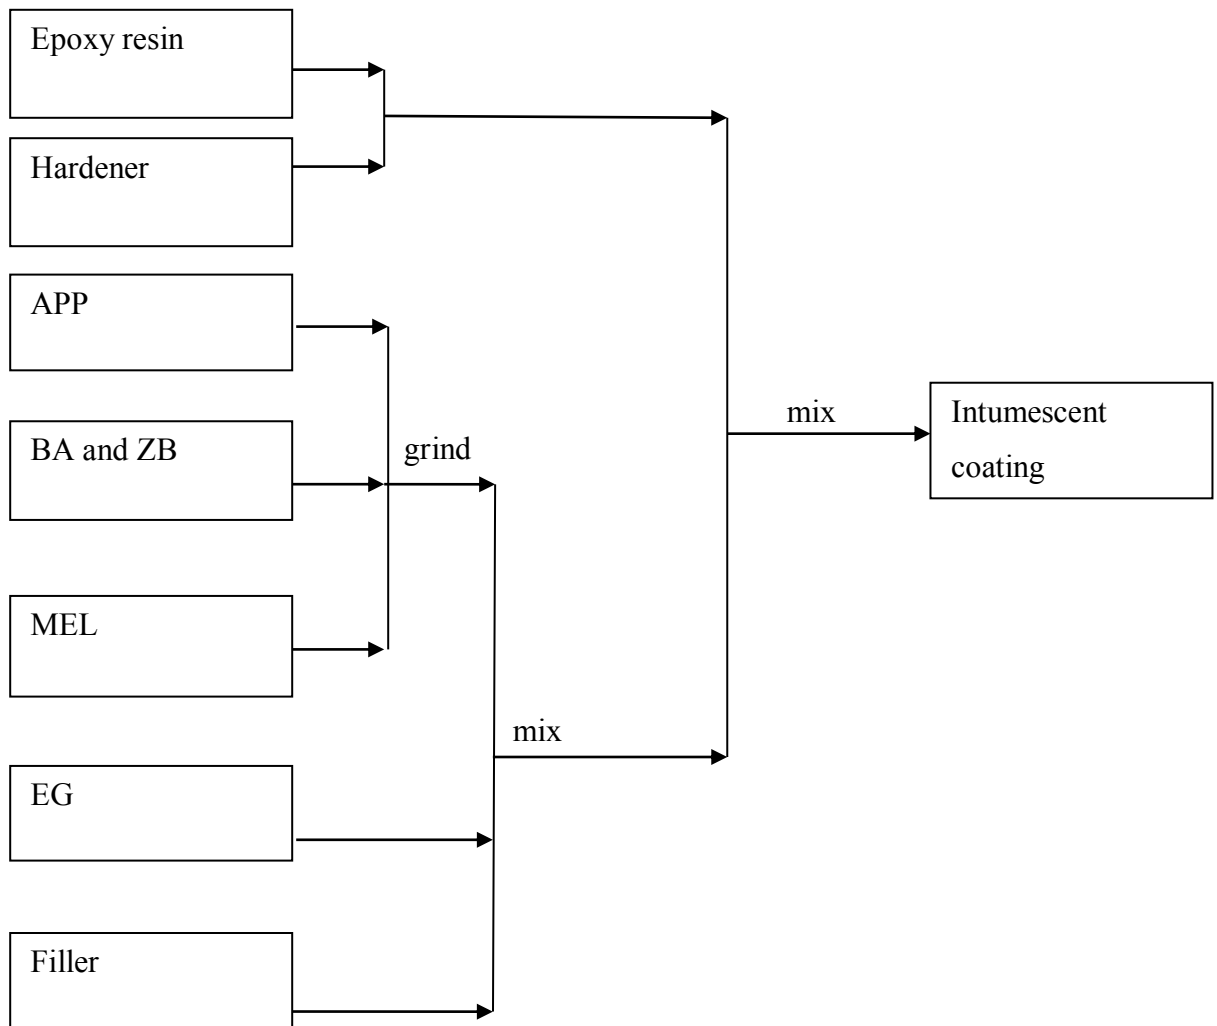 Epoxy resin
Hardener
APP
BA and ZB
grind
MEL
mix
EG
Filler
mix
Intumescent
coating